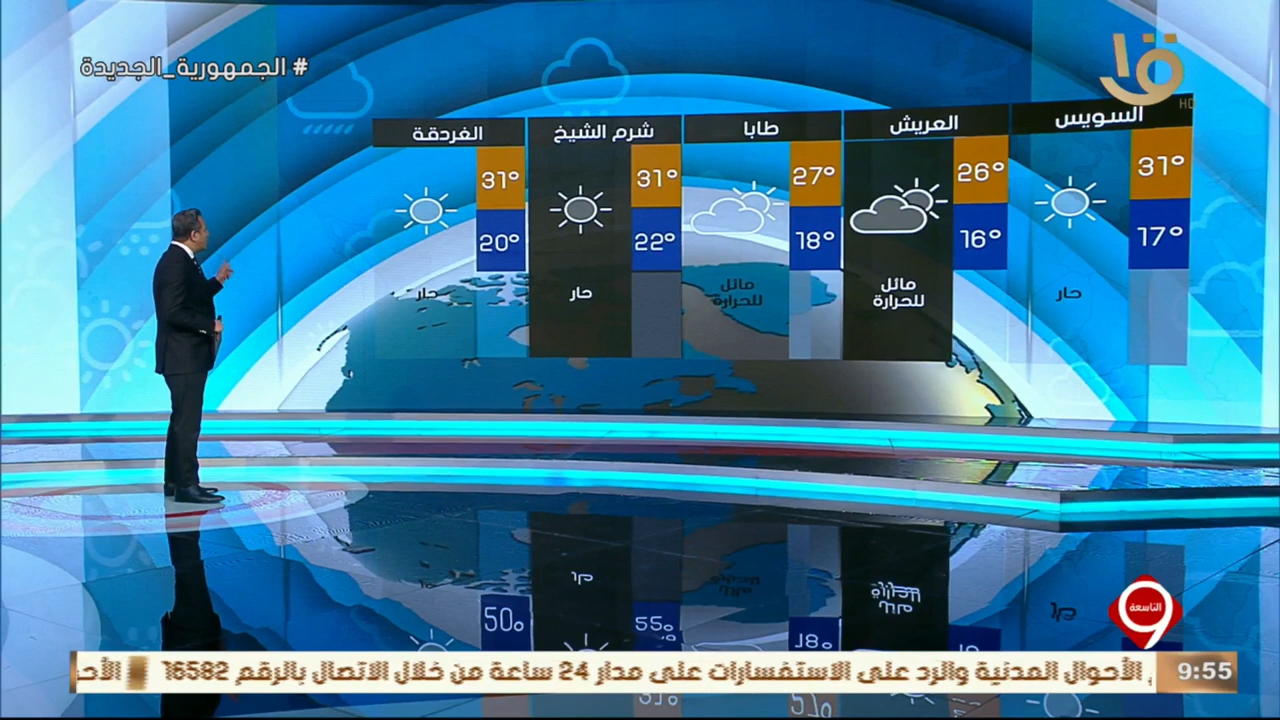 # الجمهورية_الجديدة
HD
السويس
31°
17°
حار
العريش
26°
16°
مائل
للحرارة
طابا
27°
18°
مائل
للحرارة
شرم الشيخ
31°
22°
حار
الغردقة
31°
20°
حار
التاسعة
9
9:55
الأحوال المدنية والرد على الاستفسارات على مدار 24 ساعة من خلال الاتصال بالرقم 16582